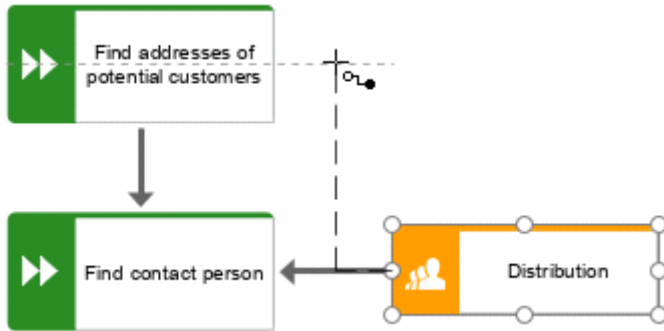 Find addresses of
potential customers
Find contact person
Distribution